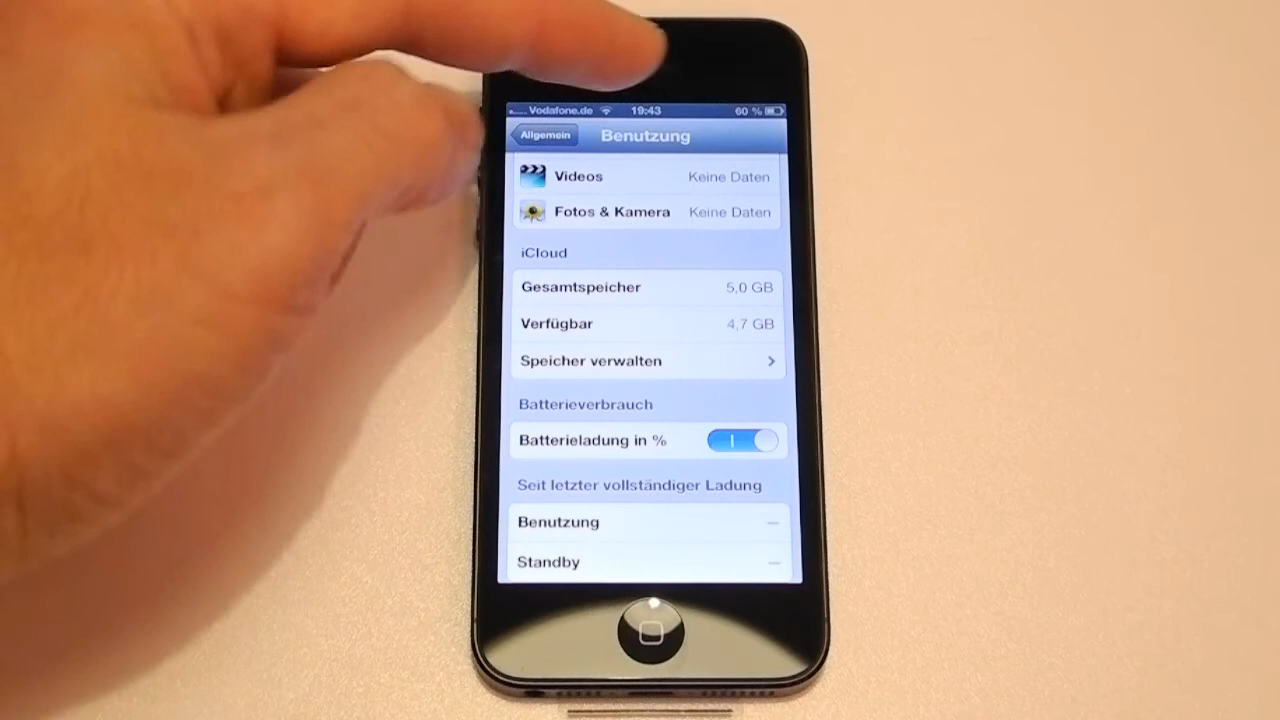 Vodafone.de 19:43 60 %
Allgemein Benutzung
Videos Keine Daten
Fotos & Kamera Keine Daten
iCloud
Gesamtspeicher 5,0 GB
Verfügbar 4,7 GB
Speicher verwalten
Batterieverbrauch
Batterieladung in %
Seit letzter vollständiger Ladung
Benutzung —
Standby —